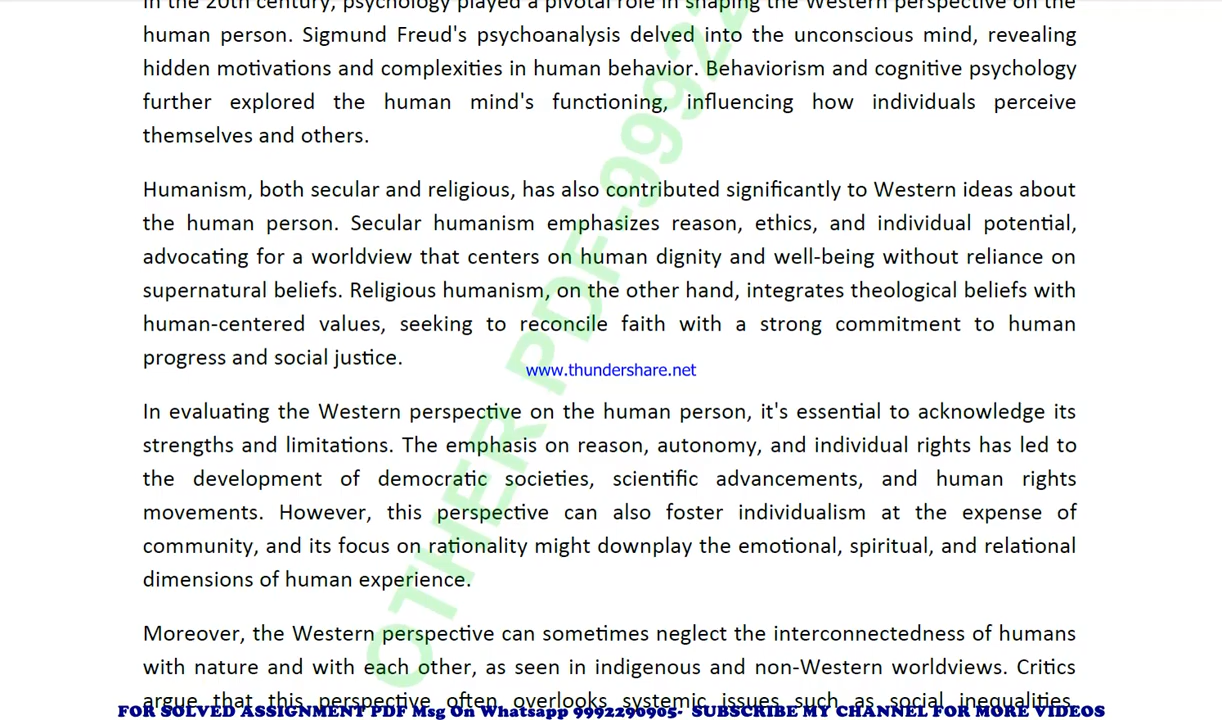 In the 20th century, psychology played a pivotal role in shaping the Western perspective on the
human person. Sigmund Freud's psychoanalysis delved into the unconscious mind, revealing
hidden motivations and complexities in human behavior. Behaviorism and cognitive psychology
further explored the human mind's functioning, influencing how individuals perceive
themselves and others.
Humanism, both secular and religious, has also contributed significantly to Western ideas about
the human person. Secular humanism emphasizes reason, ethics, and individual potential,
advocating for a worldview that centers on human dignity and well-being without reliance on
supernatural beliefs. Religious humanism, on the other hand, integrates theological beliefs with
human-centered values, seeking to reconcile faith with a strong commitment to human
progress and social justice.
www.thundershare.net
In evaluating the Western perspective on the human person, it's essential to acknowledge its
strengths and limitations. The emphasis on reason, autonomy, and individual rights has led to
the development of democratic societies, scientific advancements, and human rights
movements. However, this perspective can also foster individualism at the expense of
community, and its focus on rationality might downplay the emotional, spiritual, and relational
dimensions of human experience.
Moreover, the Western perspective can sometimes neglect the interconnectedness of humans
with nature and with each other, as seen in indigenous and non-Western worldviews. Critics
argue that this perspective often overlooks systemic issues such as social inequalities,
FOR SOLVED ASSIGNMENT PDF Msg On Whatsapp 9992290905- SUBSCRIBE MY CHANNEL FOR MORE VIDEOS
OTHER PDF-9992